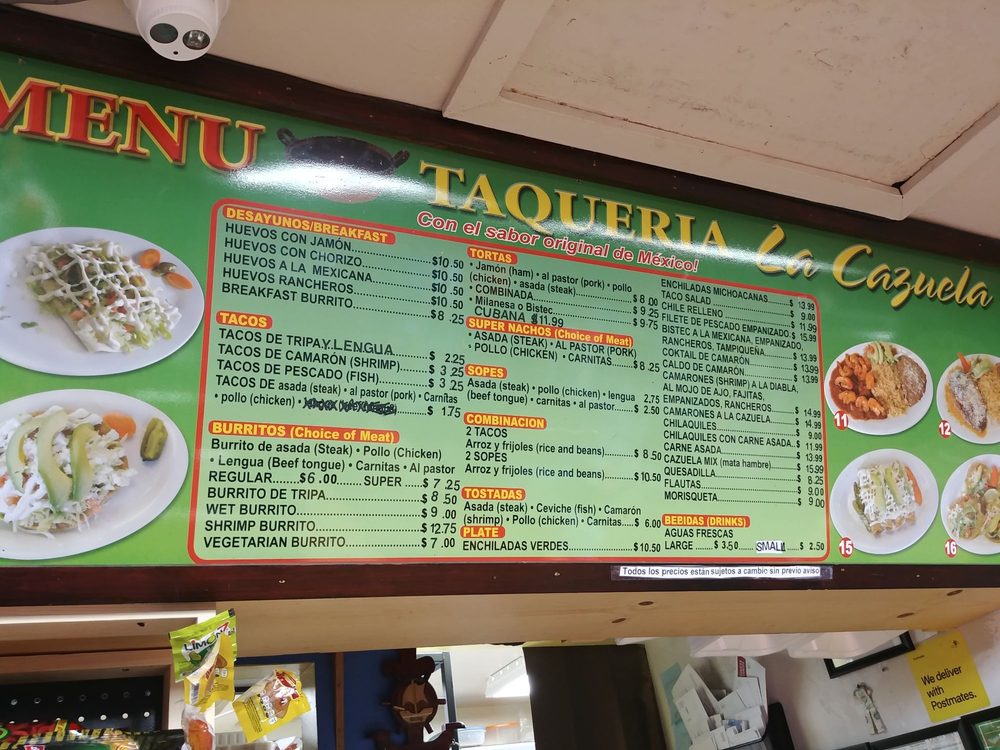 MENU
TAQUERIA La Cazuela
Con el sabor original de México!
DESAYUNOS/BREAKFAST
HUEVOS CON JAMÓN..........$10.50
HUEVOS CON CHORIZO..........$10.50
HUEVOS A LA MEXICANA..........$10.50
HUEVOS RANCHEROS..........$10.50
BREAKFAST BURRITO..........$8.25
TACOS
TACOS DE TRIPA.Y.LENGUA $ 2.25
TACOS DE CAMARÓN (SHRIMP)......$ 3.25
TACOS DE PESCADO (FISH)..........$ 3.25
TACOS DE asada (steak) • al pastor (pork) • Carnitas
• pollo (chicken) • $ 1.75
BURRITOS (Choice of Meat)
Burrito de asada (Steak) • Pollo (Chicken)
• Lengua (Beef tongue) • Carnitas • Al pastor
REGULAR.......$6.00........SUPER ....$ 7.25
BURRITO DE TRIPA..........$ 8.50
WET BURRITO..........$ 9.00
SHRIMP BURRITO..........$ 12.75
VEGETARIAN BURRITO..........$ 7.00
TORTAS
• Jamón (ham) • al pastor (pork) • pollo
(chicken) • asada (steak)..........$ 8.00
• COMBINADA..........$ 9.25
• Milanesa o Bistec..........$ 9.75
CUBANA $11.99
SUPER NACHOS (Choice of Meat)
• ASADA (STEAK) • AL PASTOR (PORK)
• POLLO (CHICKEN) • CARNITAS......$ 8.25
SOPES
Asada (steak) • pollo (chicken) • lengua 2,75
(beef tongue) • carnitas • al pastor......$ 2.50
COMBINACION
2 TACOS
Arroz y frijoles (rice and beans)..........$ 8.50
2 SOPES
Arroz y frijoles (rice and beans)..........$10.50
TOSTADAS
Asada (steak) • Ceviche (fish) • Camarón
(shrimp) • Pollo (chicken) • Carnitas.....$ 6.00
PLATE
ENCHILADAS VERDES..........$10.50
ENCHILADAS MICHOACANAS......$ 13.99
TACO SALAD..........$ 9.00
CHILE RELLENO..........$ 11.99
FILETE DE PESCADO EMPANIZADO.$ 15.99
BISTEC A LA MEXICANA, EMPANIZADO,
RANCHEROS, TAMPIQUEÑA..........$ 13.99
COKTAIL DE CAMARÓN..........$ 13.99
CALDO DE CAMARÓN..........$ 13.99
CAMARONES (SHRIMP) A LA DIABLA,
AL MOJO DE AJO, FAJITAS,
EMPANIZADOS, RANCHEROS..........$ 14.99
CAMARONES A LA CAZUELA..........$ 14.99
CHILAQUILES..........$ 9.00
CHILAQUILES CON CARNE ASADA..$ 11.99
CARNE ASADA..........$ 13.99
CAZUELA MIX (mata hambre)..........$ 15.99
QUESADILLA..........$ 8.25
FLAUTAS..........$ 9.00
MORISQUETA..........$ 9.00
BEBIDAS (DRINKS)
AGUAS FRESCAS
LARGE ......$ 3.50...... SMALL ....$ 2.50
11
12
15
16
Todos los precios están sujetos a cambio sin previo aviso
LIMON 7
We deliver
with
Postmates.